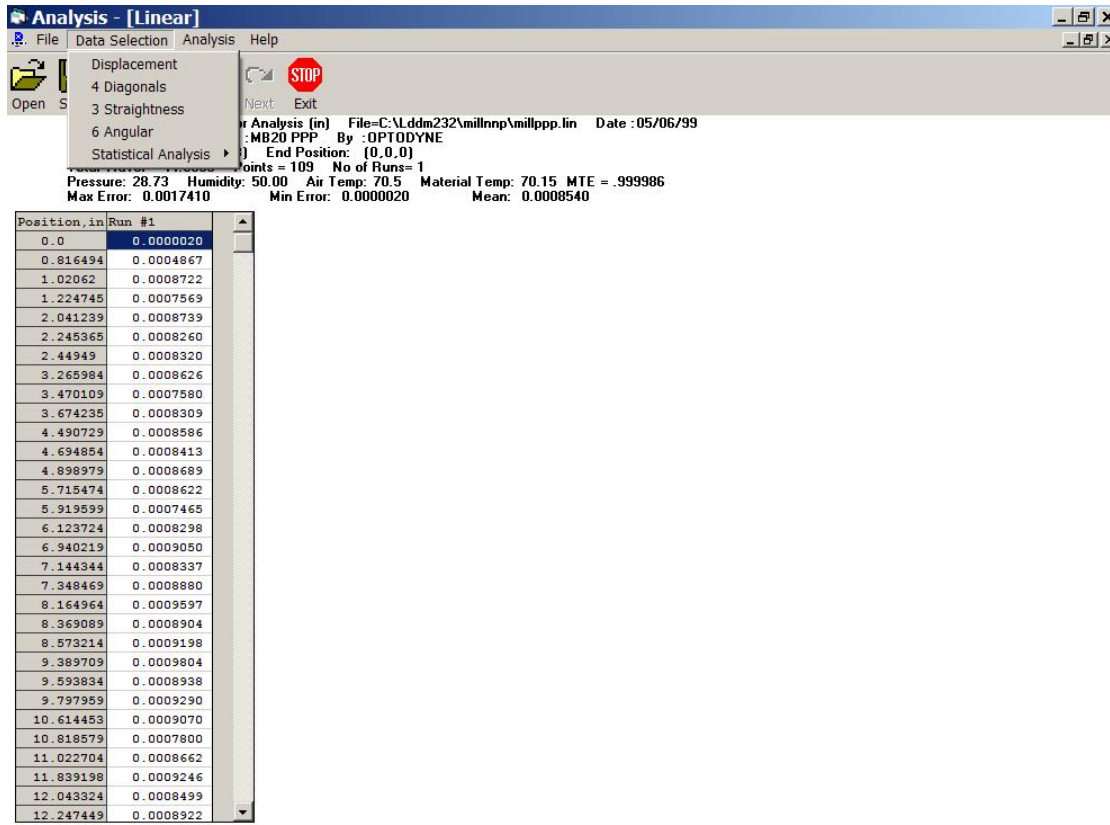 Analysis - [Linear]
File Data Selection Analysis Help
Displacement
4 Diagonals
3 Straightness
6 Angular
Statistical Analysis
STOP
Open S Next Exit
r Analysis (in) File=C:\Lddm232\millnnp\millppp.lin Date :05/06/99
:MB20 PPP By :OPTODYNE
) End Position: (0,0,0)
Points = 109 No of Runs= 1
Pressure: 28.73 Humidity: 50.00 Air Temp: 70.5 Material Temp: 70.15 MTE = .999986
Max Error: 0.0017410 Min Error: 0.0000020 Mean: 0.0008540
Position,in Run #1
0.0 0.0000020
0.816494 0.0004867
1.02062 0.0008722
1.224745 0.0007569
2.041239 0.0008739
2.245365 0.0008260
2.44949 0.0008320
3.265984 0.0008626
3.470109 0.0007580
3.674235 0.0008309
4.490729 0.0008586
4.694854 0.0008413
4.898979 0.0008689
5.715474 0.0008622
5.919599 0.0007465
6.123724 0.0008298
6.940219 0.0009050
7.144344 0.0008337
7.348469 0.0008880
8.164964 0.0009597
8.369089 0.0008904
8.573214 0.0009198
9.389709 0.0009804
9.593834 0.0008938
9.797959 0.0009290
10.614453 0.0009070
10.818579 0.0007800
11.022704 0.0008662
11.839198 0.0009246
12.043324 0.0008499
12.247449 0.0008922